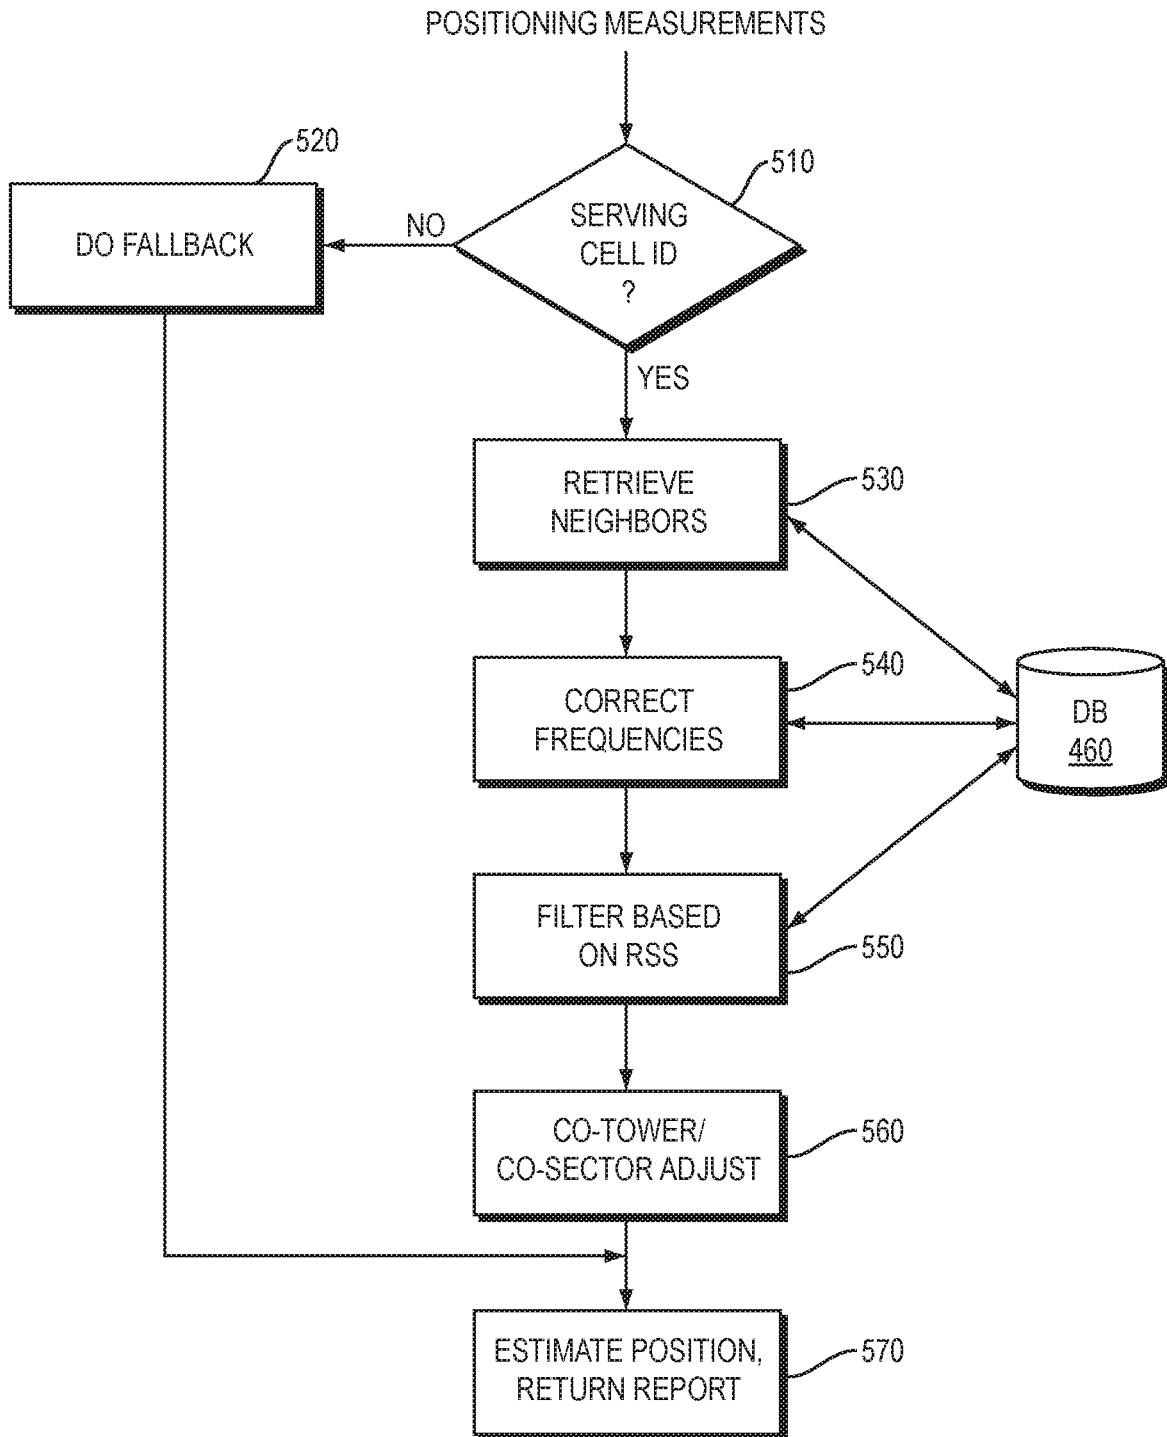 POSITIONING MEASUREMENTS
520
510
SERVING
CELL ID
?
NO
DO FALLBACK
YES
RETRIEVE
NEIGHBORS
530
CORRECT
FREQUENCIES
540
DB
460
FILTER BASED
ON RSS
550
CO-TOWER/
CO-SECTOR ADJUST
560
ESTIMATE POSITION,
RETURN REPORT
570